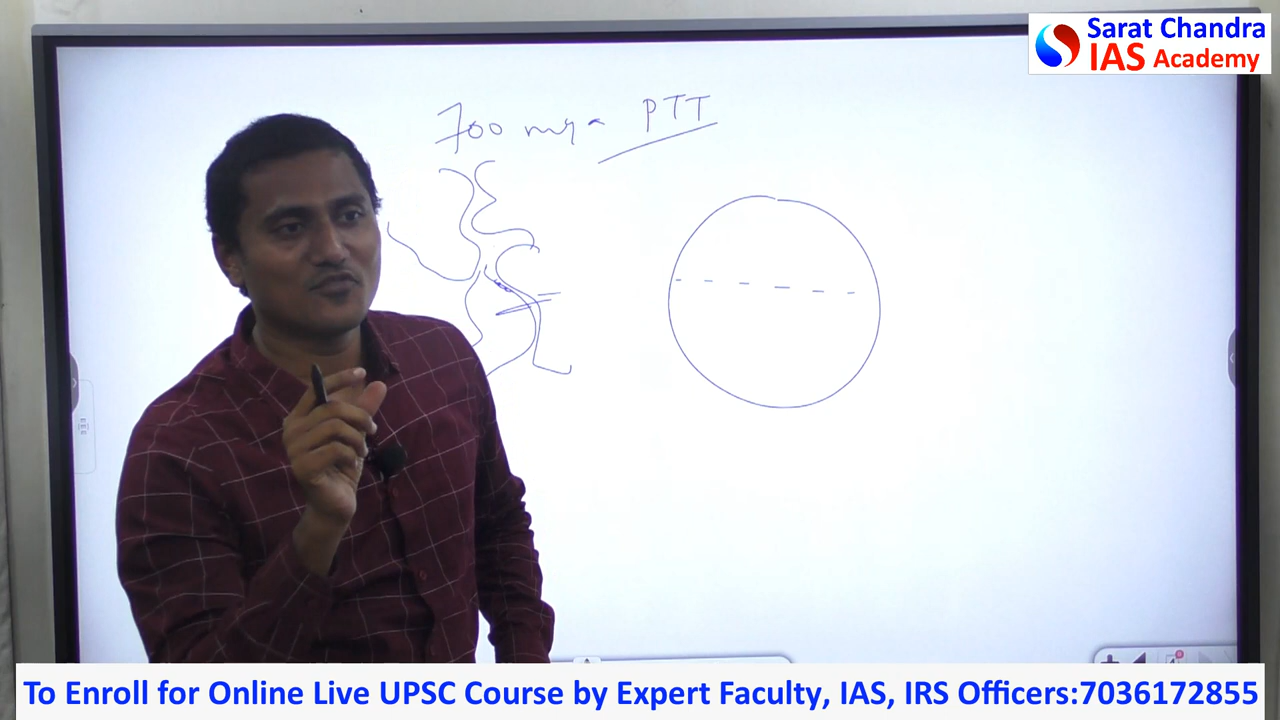 Sarat Chandra
IAS Academy
700 mya PTT
To Enroll for Online Live UPSC Course by Expert Faculty, IAS, IRS Officers:7036172855